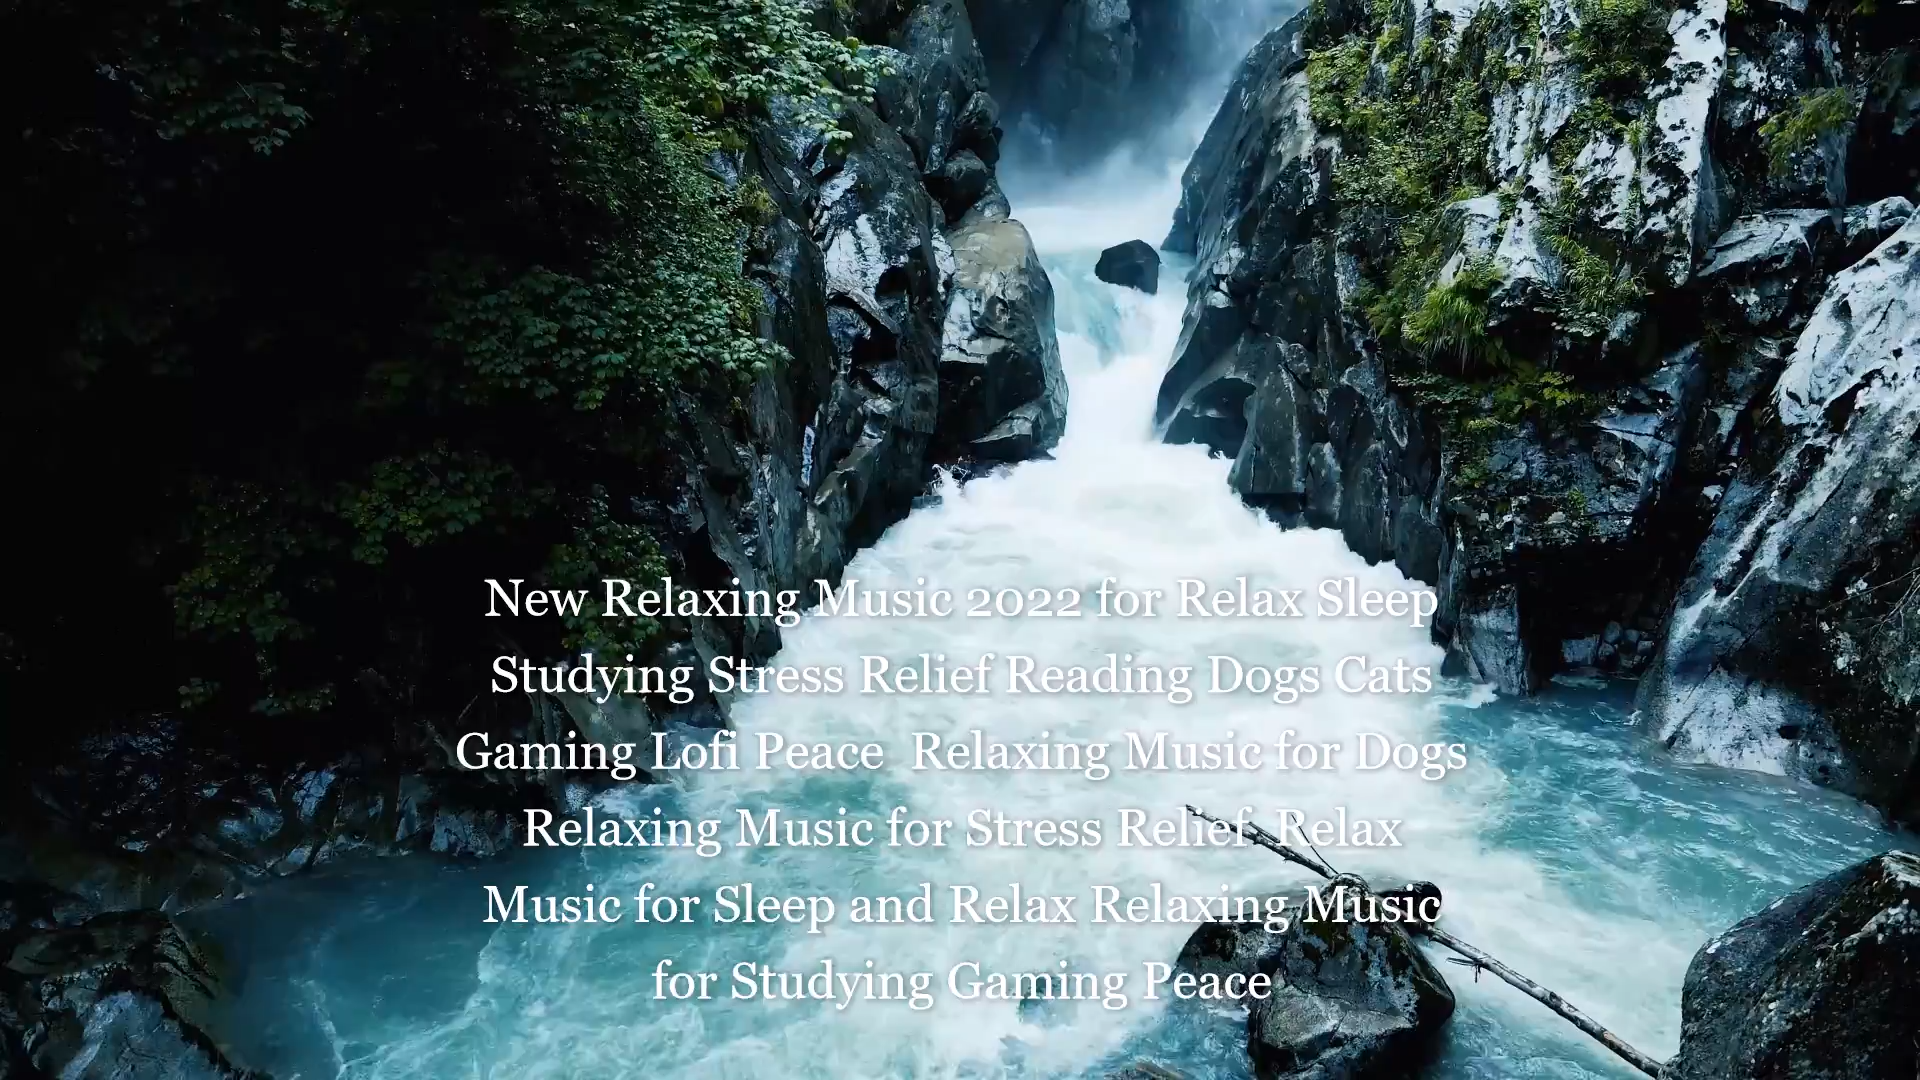 New Relaxing Music 2022 for Relax Sleep
Studying Stress Relief Reading Dogs Cats
Gaming Lofi Peace  Relaxing Music for Dogs
Relaxing Music for Stress Relief  Relax
Music for Sleep and Relax Relaxing Music
for Studying Gaming Peace